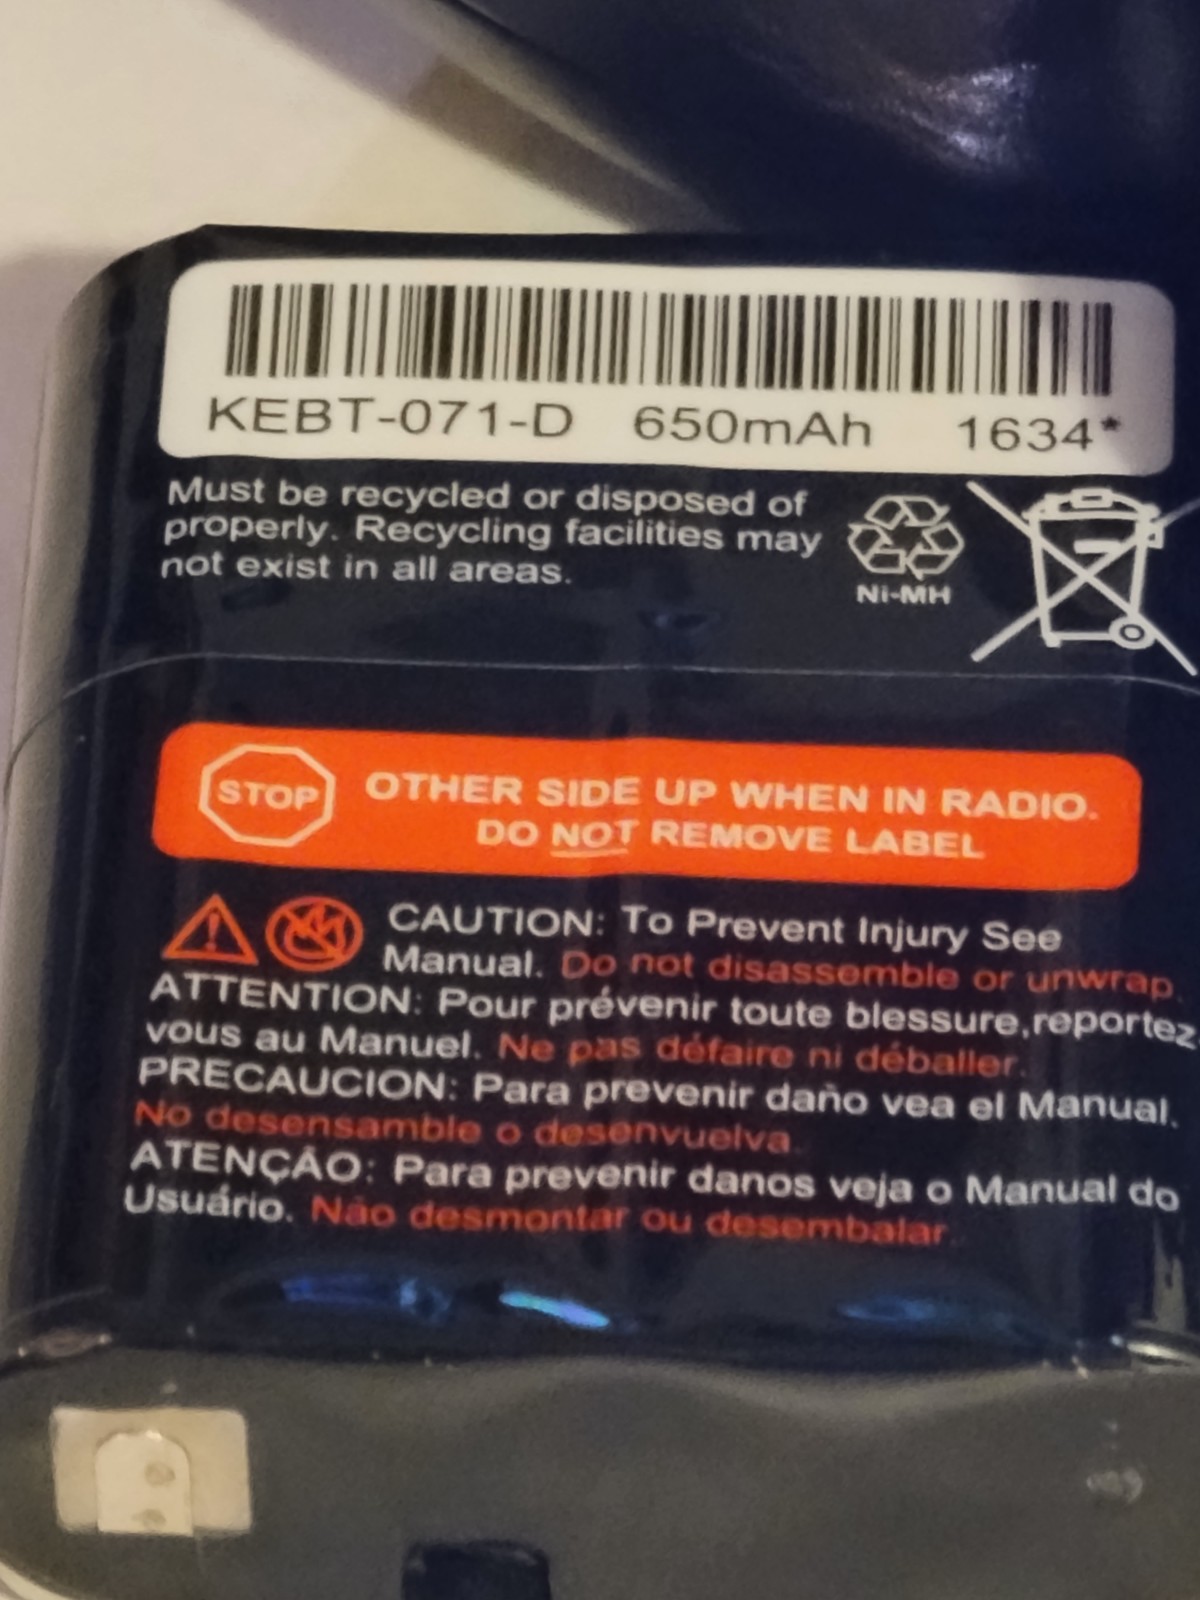 KEBT-071-D 650mAh 1634*
Must be recycled or disposed of
properly. Recycling facilities may
not exist in all areas.
Ni-MH
STOP
OTHER SIDE UP WHEN IN RADIO.
DO NOT REMOVE LABEL
CAUTION: To Prevent Injury See
Manual. Do not disassemble or unwrap.
ATTENTION: Pour prévenir toute blessure,reportez-
vous au Manuel. Ne pas défaire ni déballer.
PRECAUCION: Para prevenir daño vea el Manual.
No desensamble o desenvuelva.
ATENÇÃO: Para prevenir danos veja o Manual do
Usuário. Não desmontar ou desembalar.